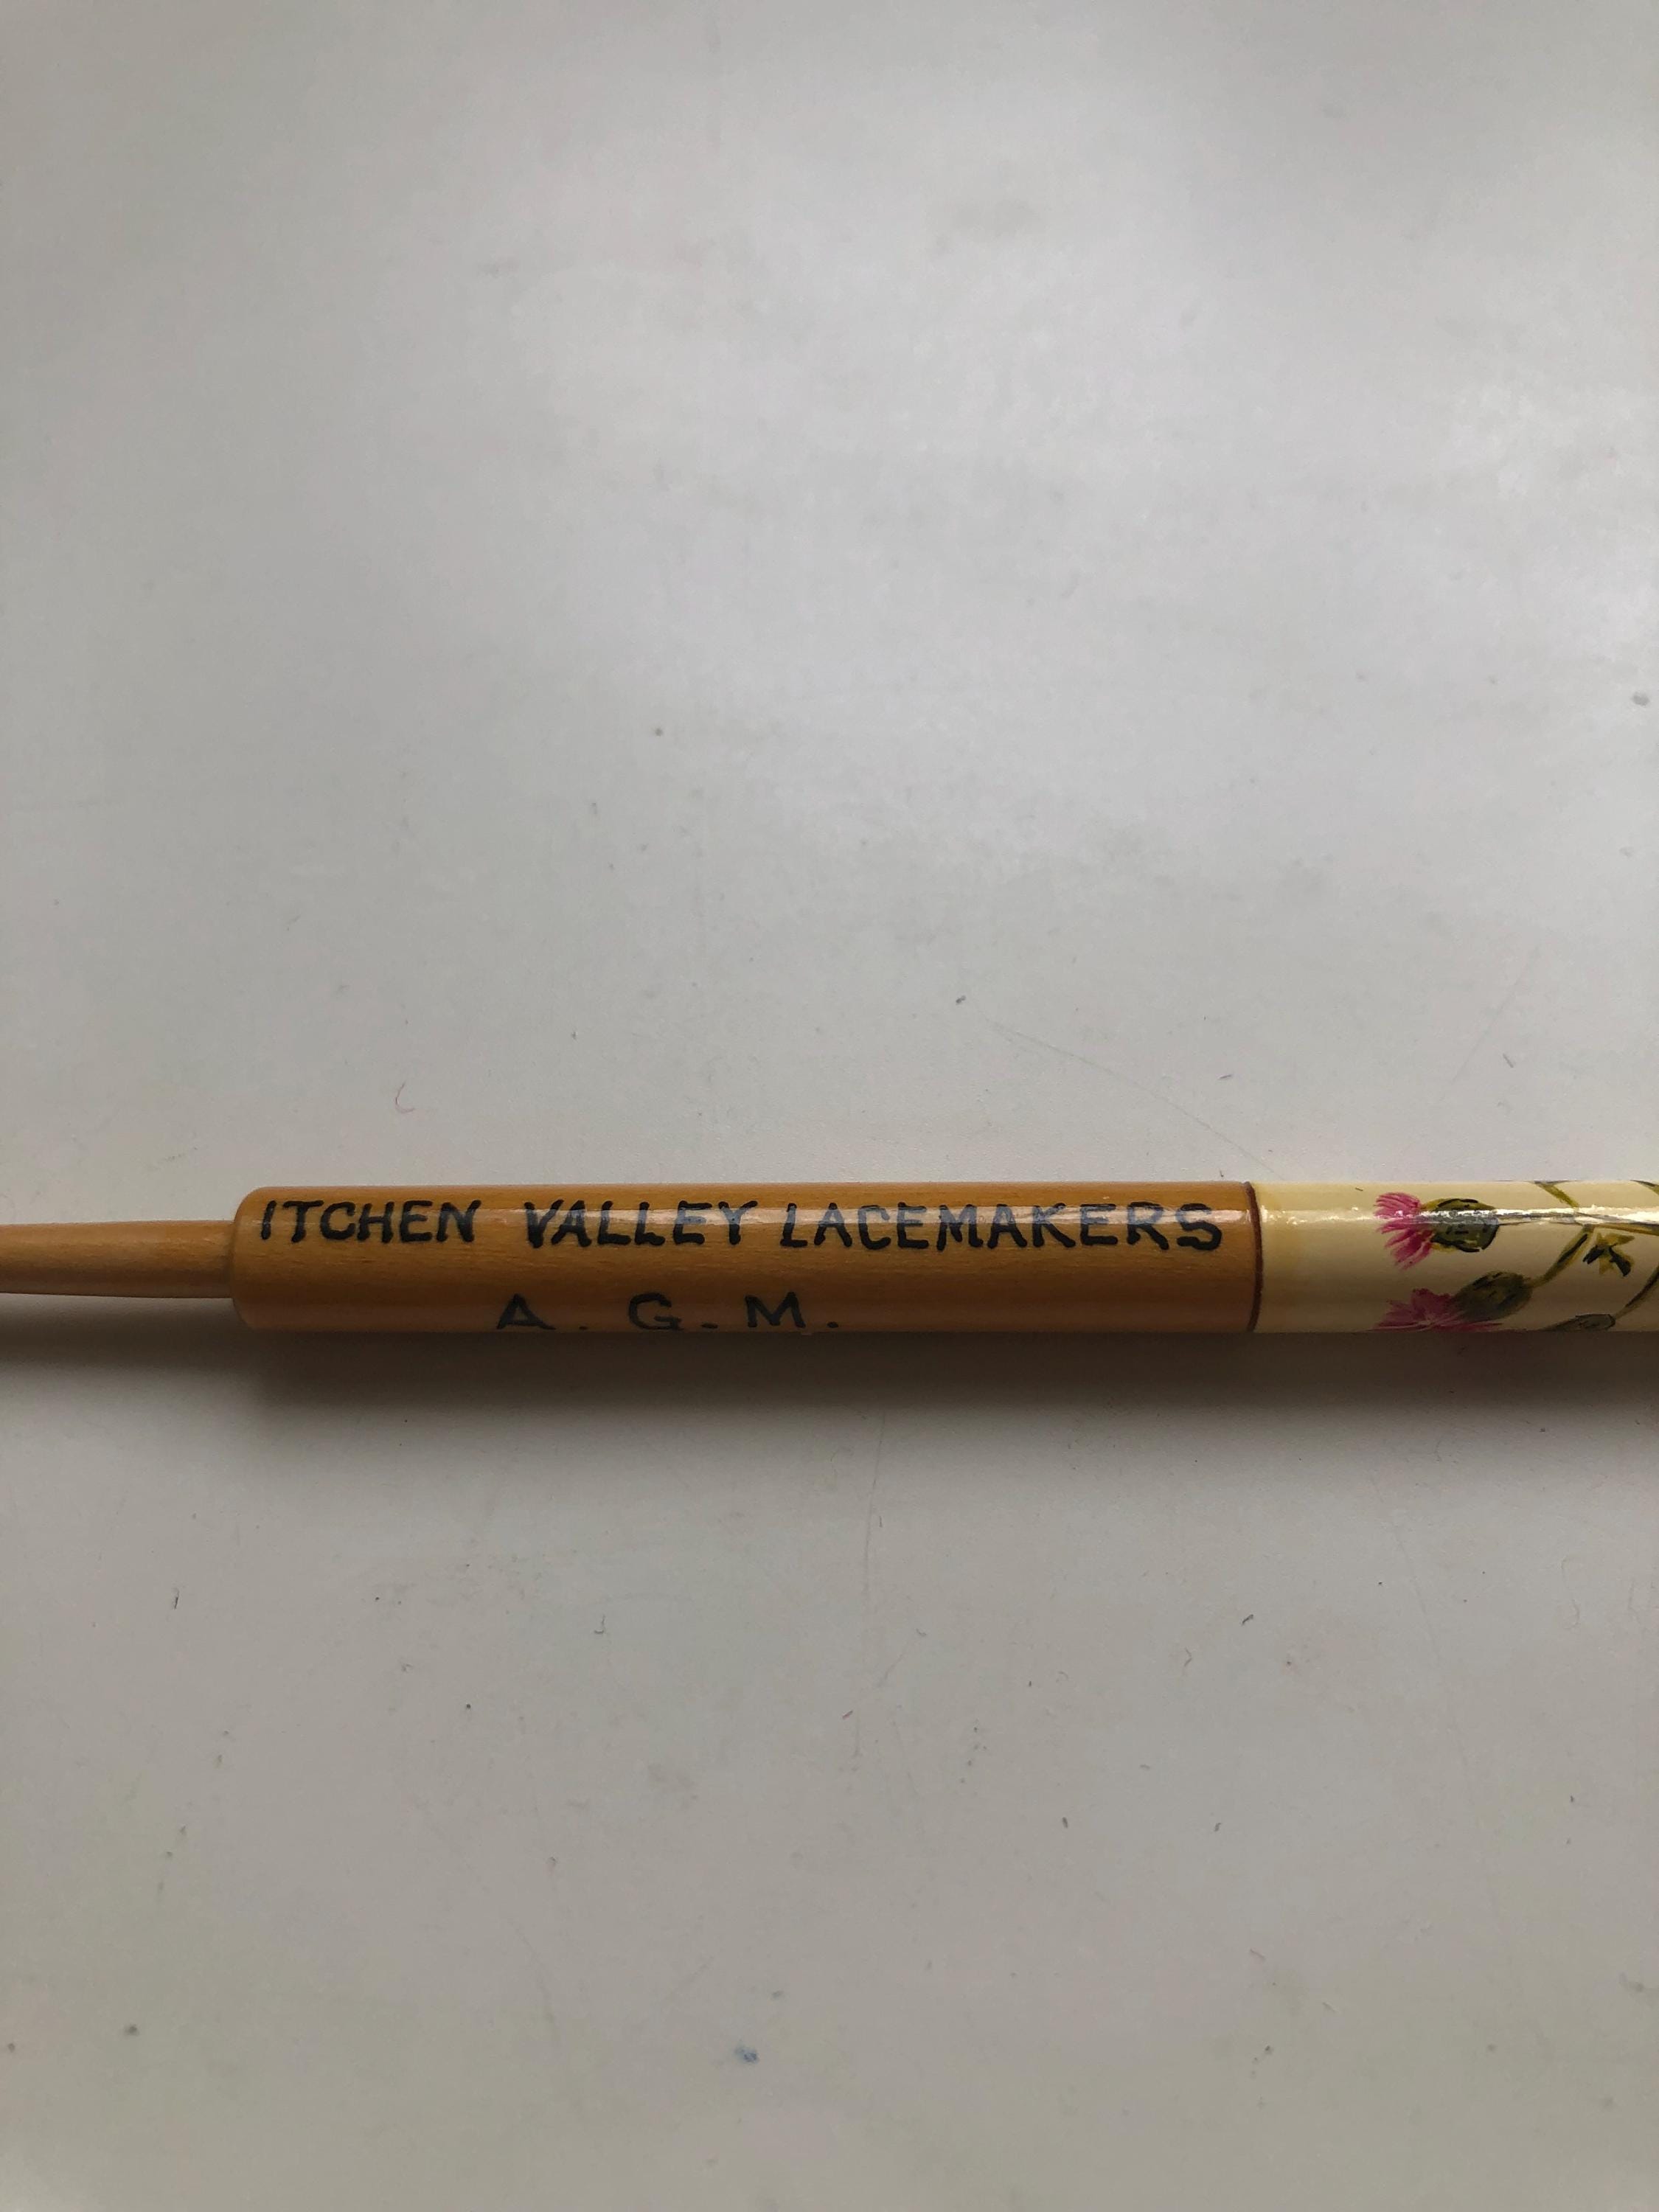 ITCHEN VALLEY LACEMAKERS
A. G. M.